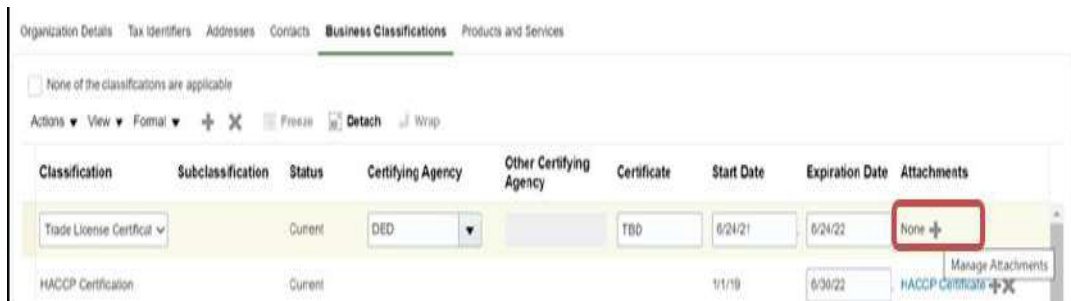 Organization Details Tax Identifiers Addresses Contacts Business Classifications Products and Services
None of the classifications are applicable
Actions View Format Freeze Detach Wrap
Classification Subclassification Status Certifying Agency Other Certifying Agency Certificate Start Date Expiration Date Attachments
Trade License Certificat Current DED TBD 6/24/21 6/24/22 None
Manage Attachments
HACCP Certification Current 1/1/19 6/30/22 HACCP Certificate